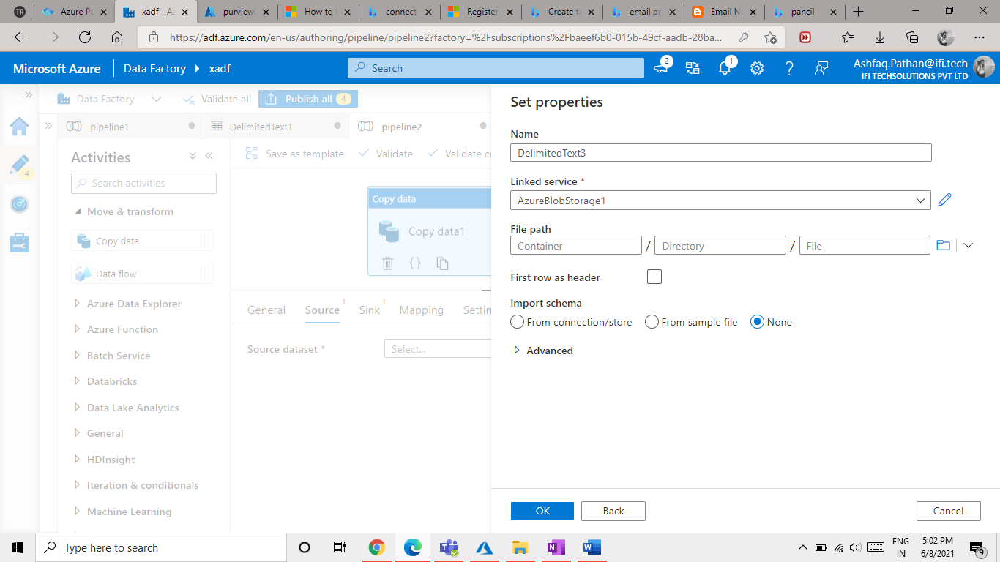 TR
Azure Pu
xadf - Az
purview
How to
connect
Register
Create ta
email pr
Email No
pancil -
https://adf.azure.com/en-us/authoring/pipeline/pipeline2?factory=%2Fsubscriptions%2Fbaeef6b0-015b-49cf-aadb-28ba...
Microsoft Azure
Data Factory
xadf
Search
2
1
Ashfaq.Pathan@ifi.tech
IFI TECHSOLUTIONS PVT LTD
Data Factory
Validate all
Publish all
4
pipeline1
DelimitedText1
pipeline2
4
Activities
Search activities
Move & transform
Copy data
Data flow
Azure Data Explorer
Azure Function
Batch Service
Databricks
Data Lake Analytics
General
HDInsight
Iteration & conditionals
Machine Learning
Save as template
Validate
Validate co
Copy data
Copy data1
General
Source
1
Sink
1
Mapping
Settin
Source dataset *
Select...
Set properties
Name
DelimitedText3
Linked service *
AzureBlobStorage1
File path
Container
/
Directory
/
File
First row as header
Import schema
From connection/store
From sample file
None
Advanced
OK
Back
Cancel
Type here to search
ENG
IN
5:02 PM
6/8/2021
9